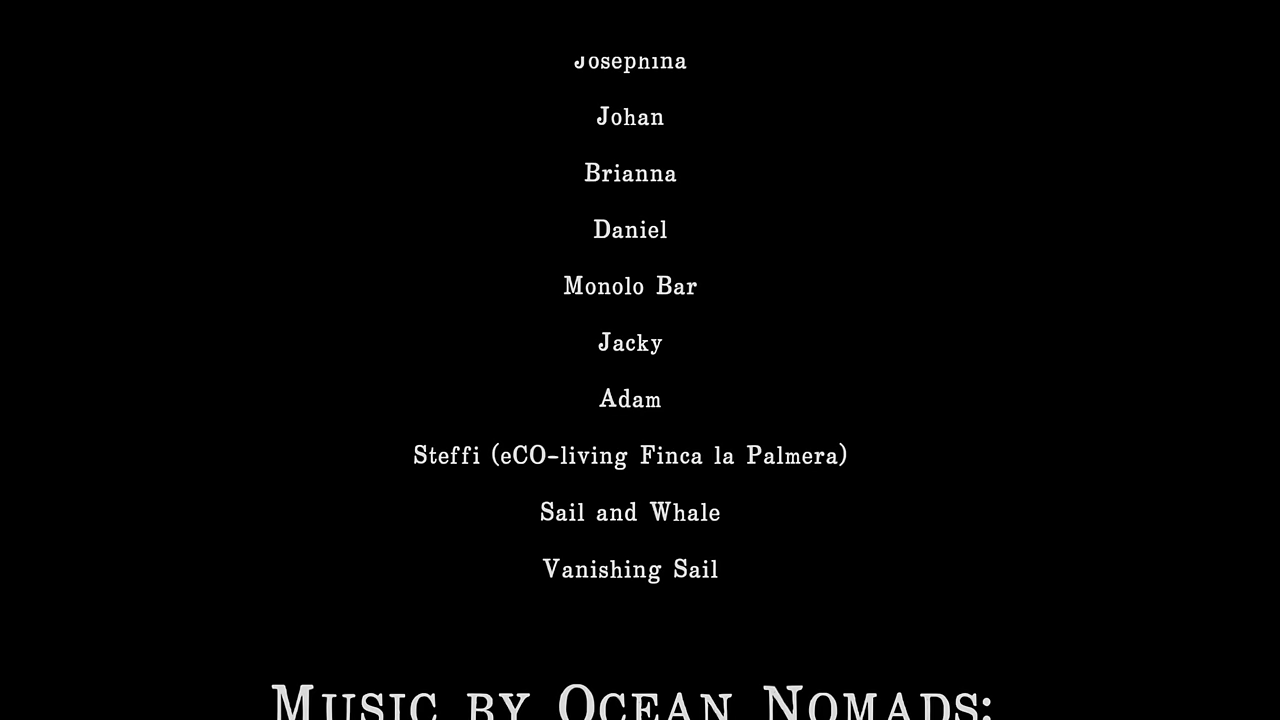 Josephina
Johan
Brianna
Daniel
Monolo Bar
Jacky
Adam
Steffi (eCO-living Finca la Palmera)
Sail and Whale
Vanishing Sail
Music by Ocean Nomads: